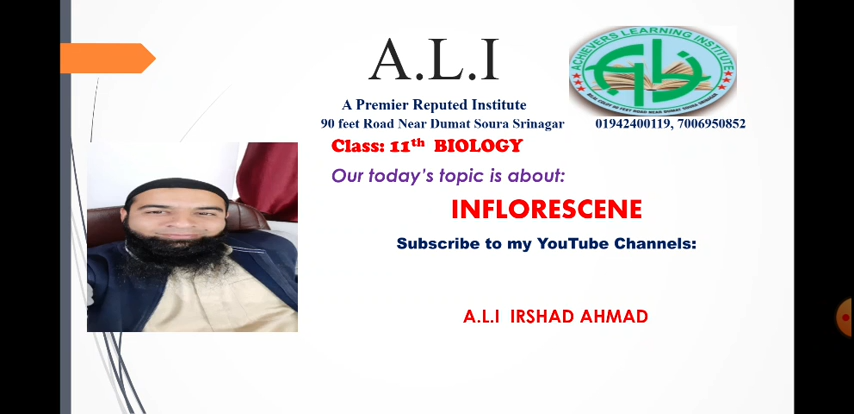 A.L.I
ACHIEVERS LEARNING INSTITUTE
A Premier Reputed Institute
90 feet Road Near Dumat Soura Srinagar
01942400119, 7006950852
Class: 11th BIOLOGY
Our today's topic is about:
INFLORESCENE
Subscribe to my YouTube Channels:
A.L.I IRSHAD AHMAD